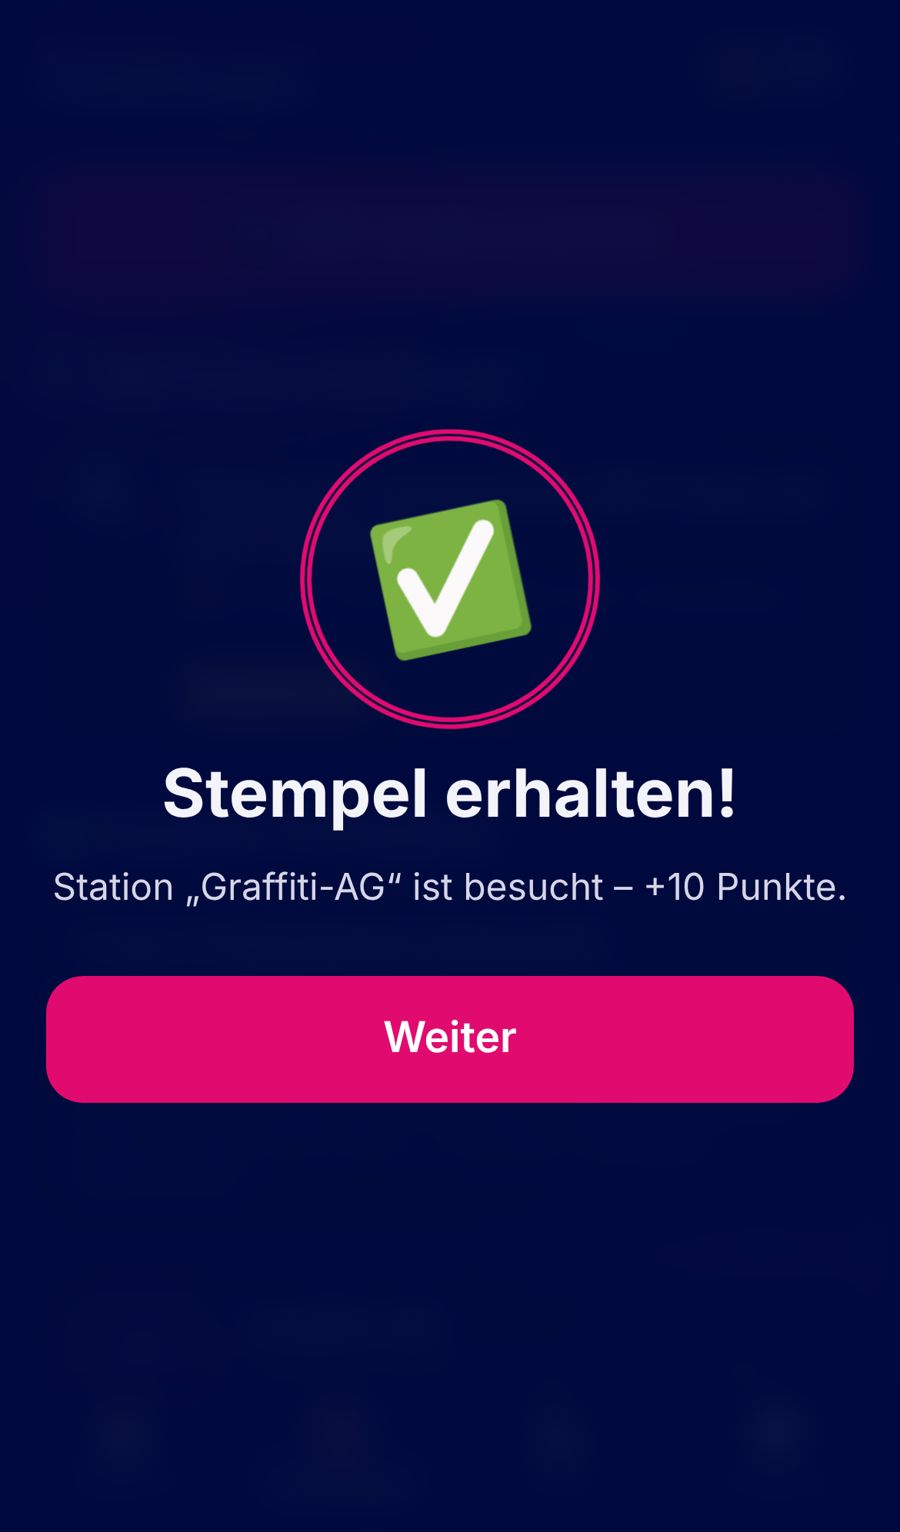 Stempel erhalten!
Station „Graffiti-AG“ ist besucht – +10 Punkte.
Weiter